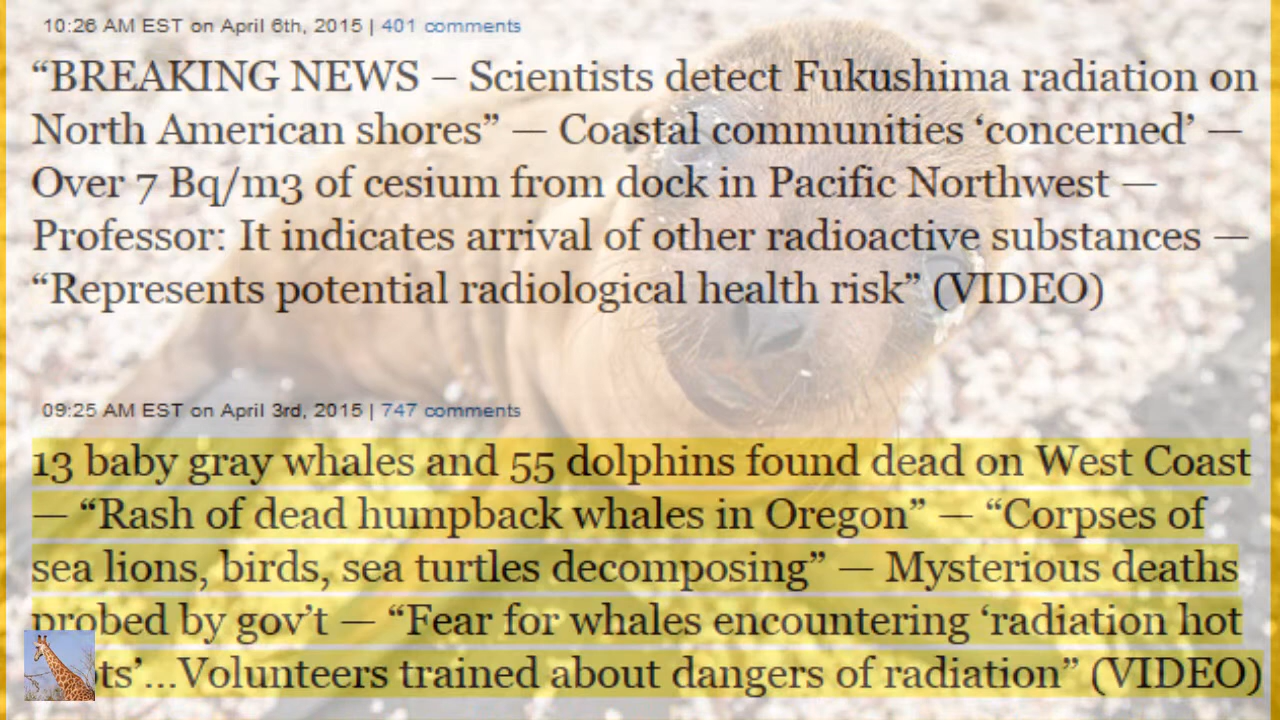 10:26 AM EST on April 6th, 2015 | 401 comments
“BREAKING NEWS – Scientists detect Fukushima radiation on
North American shores” — Coastal communities ‘concerned’ —
Over 7 Bq/m3 of cesium from dock in Pacific Northwest —
Professor: It indicates arrival of other radioactive substances —
“Represents potential radiological health risk” (VIDEO)
09:25 AM EST on April 3rd, 2015 | 747 comments
13 baby gray whales and 55 dolphins found dead on West Coast
— “Rash of dead humpback whales in Oregon” — “Corpses of
sea lions, birds, sea turtles decomposing” — Mysterious deaths
probed by gov’t — “Fear for whales encountering ‘radiation hot
ots’...Volunteers trained about dangers of radiation” (VIDEO)